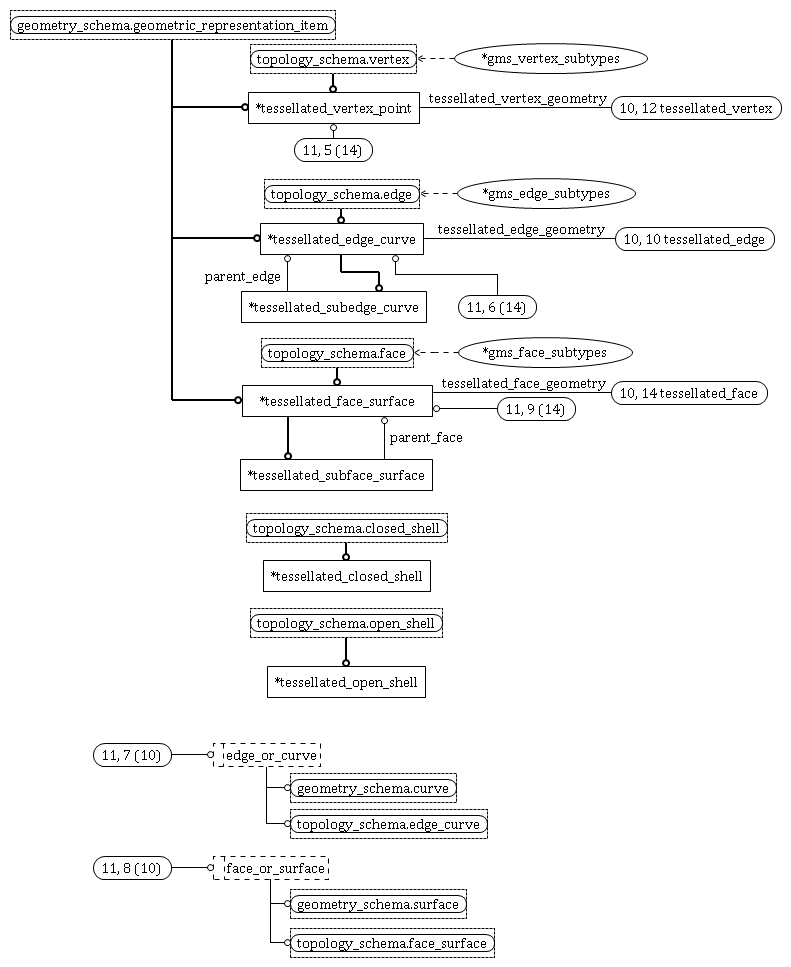 geometry_schema.geometric_representation_item
topology_schema.vertex
*gms_vertex_subtypes
*tessellated_vertex_point
tessellated_vertex_geometry
10, 12 tessellated_vertex
11, 5 (14)
topology_schema.edge
*gms_edge_subtypes
*tessellated_edge_curve
tessellated_edge_geometry
10, 10 tessellated_edge
parent_edge
*tessellated_subedge_curve
11, 6 (14)
topology_schema.face
*gms_face_subtypes
*tessellated_face_surface
tessellated_face_geometry
10, 14 tessellated_face
11, 9 (14)
parent_face
*tessellated_subface_surface
topology_schema.closed_shell
*tessellated_closed_shell
topology_schema.open_shell
*tessellated_open_shell
11, 7 (10)
edge_or_curve
geometry_schema.curve
topology_schema.edge_curve
11, 8 (10)
face_or_surface
geometry_schema.surface
topology_schema.face_surface